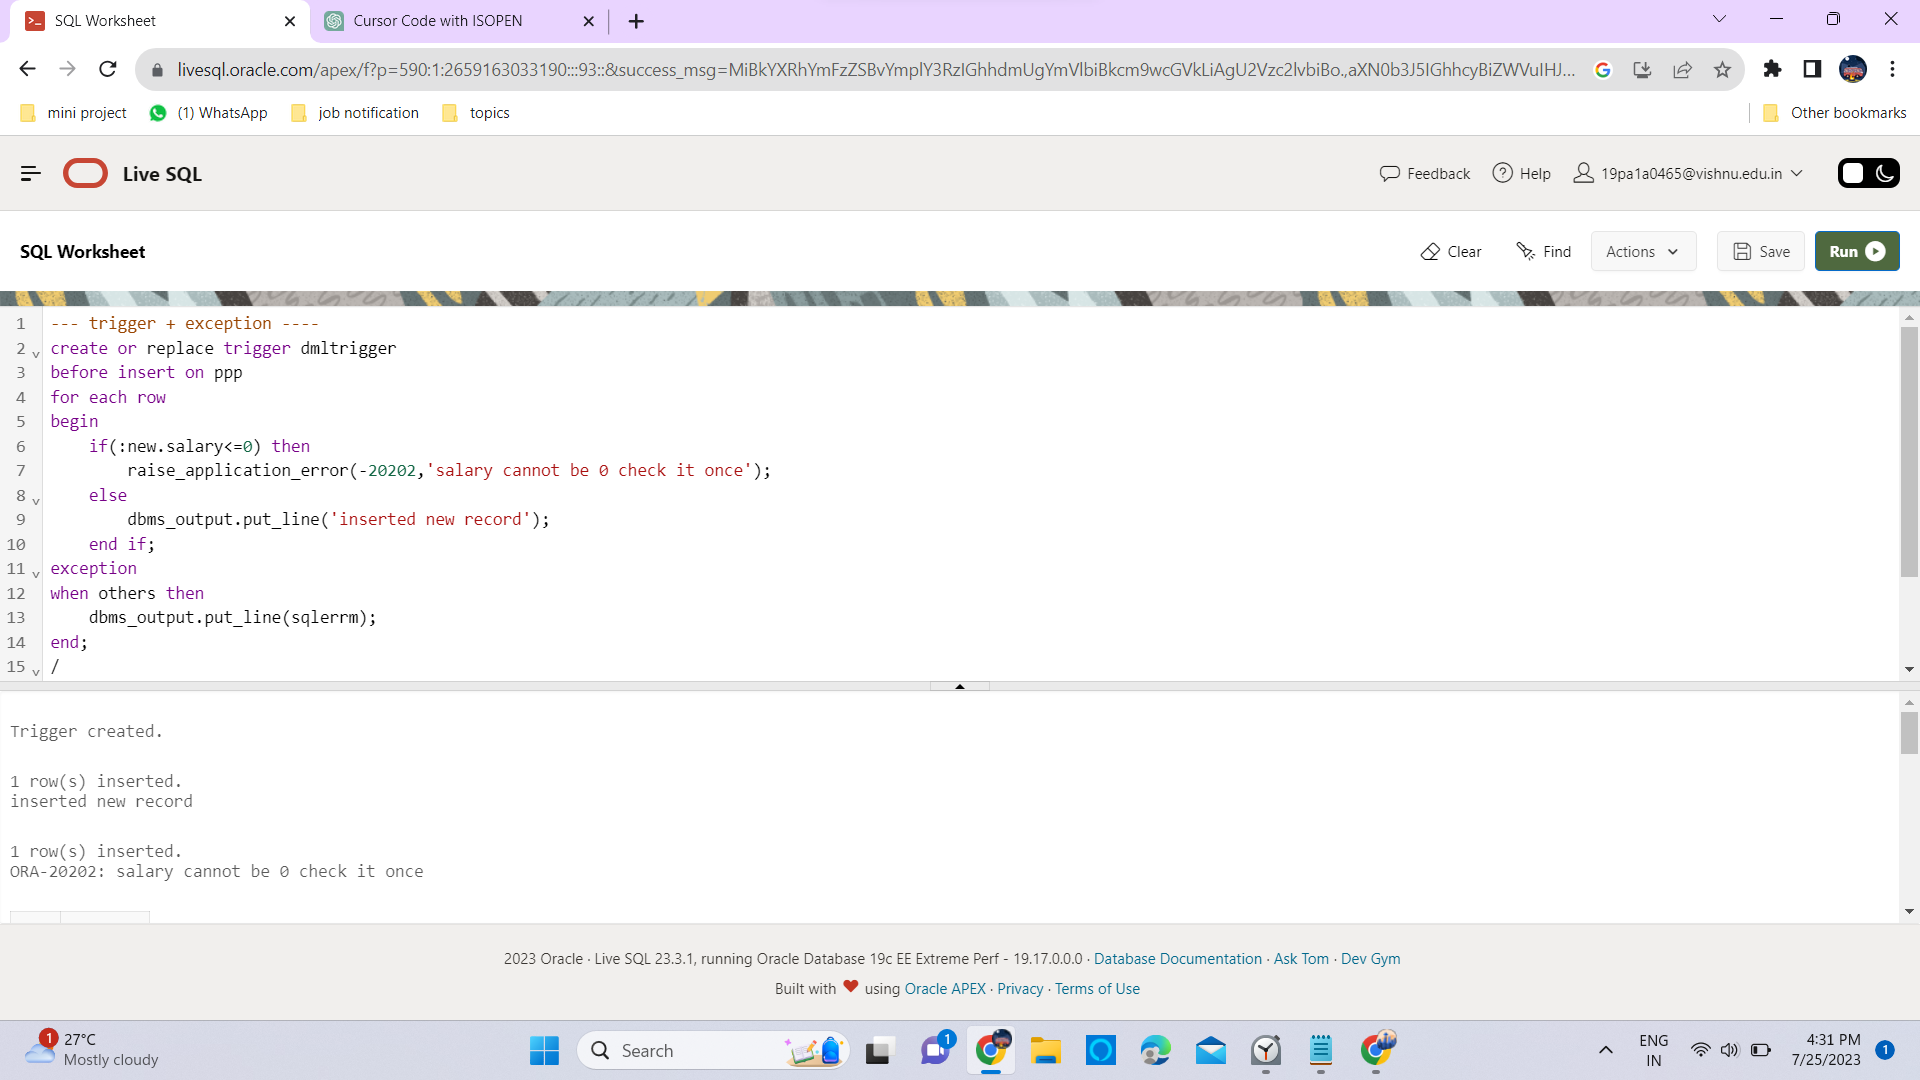 SQL Worksheet
Cursor Code with ISOPEN
livesql.oracle.com/apex/f?p=590:1:2659163033190:::93::&success_msg=MiBkYXRhYmFzZSBvYmplY3RzIGhhdmUgYmVlbiBkcm9wcGVkLiAgU2Vzc2lvbiBo.,aXN0b3J5IGhhcyBiZWVuIHJ...
mini project
(1) WhatsApp
job notification
topics
Other bookmarks
Live SQL
Feedback
Help
19pa1a0465@vishnu.edu.in
SQL Worksheet
Clear
Find
Actions
Save
Run
1 --- trigger + exception ----
2 create or replace trigger dmltrigger
3 before insert on ppp
4 for each row
5 begin
6 if(:new.salary<=0) then
7 raise_application_error(-20202,'salary cannot be 0 check it once');
8 else
9 dbms_output.put_line('inserted new record');
10 end if;
11 exception
12 when others then
13 dbms_output.put_line(sqlerrm);
14 end;
15 /
Trigger created.
1 row(s) inserted.
inserted new record
1 row(s) inserted.
ORA-20202: salary cannot be 0 check it once
2023 Oracle · Live SQL 23.3.1, running Oracle Database 19c EE Extreme Perf - 19.17.0.0.0 · Database Documentation · Ask Tom · Dev Gym
Built with ❤ using Oracle APEX · Privacy · Terms of Use
1
27°C
Mostly cloudy
Search
1
ENG
IN
4:31 PM
7/25/2023
1